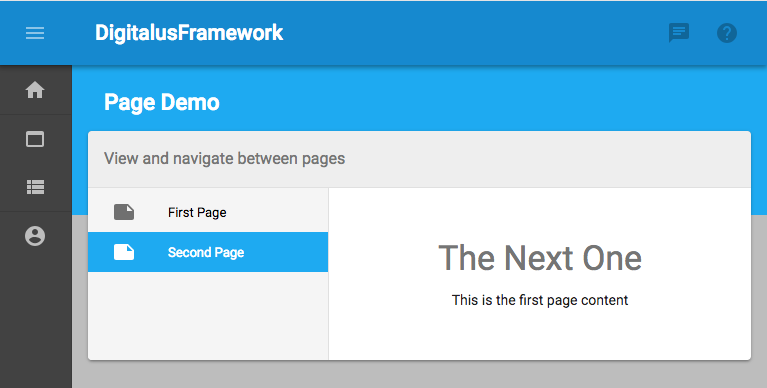 DigitalusFramework
Page Demo
View and navigate between pages
First Page
Second Page
The Next One
This is the first page content